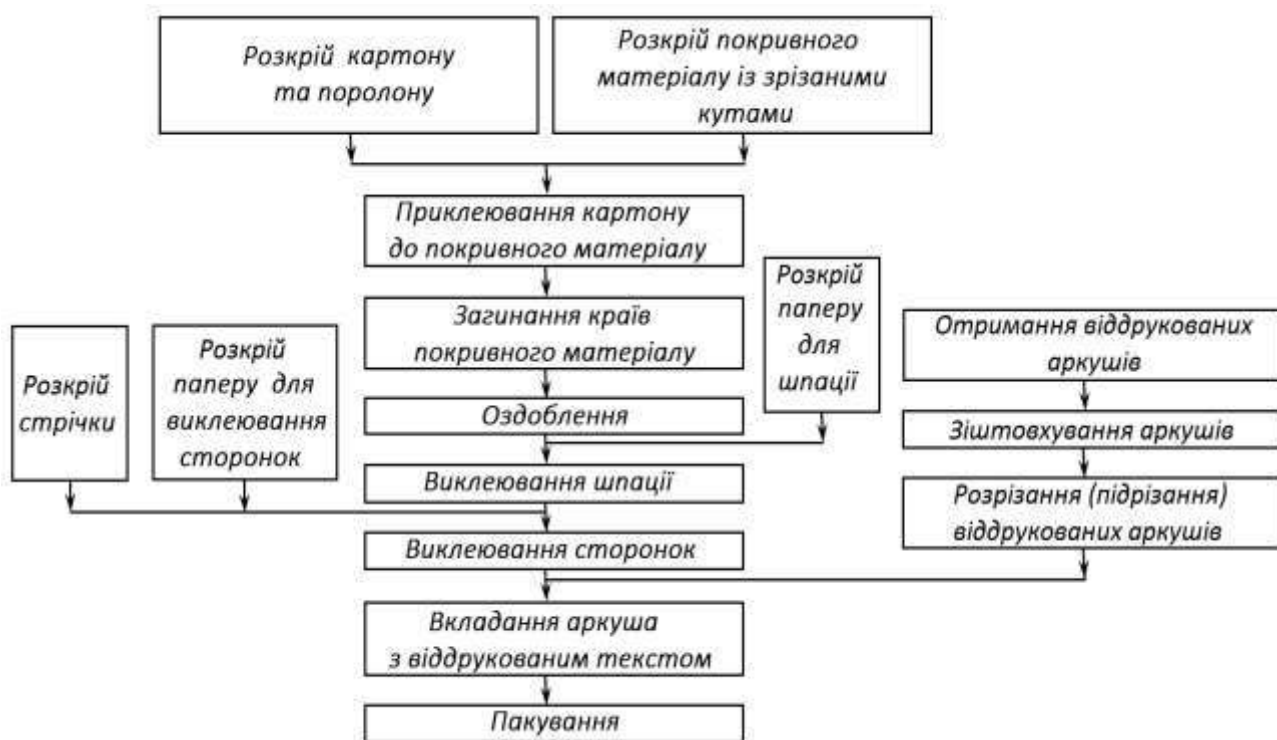 Розкрій картону
та поролону
Розкрій покривного
матеріалу із зрізаними
кутами
Приклеювання картону
до покривного матеріалу
Розкрій
паперу
для
шпації
Загинання країв
покривного матеріалу
Отримання віддрукованих
аркушів
Розкрій
стрічки
Розкрій
паперу для
виклеювання
сторонок
Оздоблення
Зіштовхування аркушів
Виклеювання шпації
Розрізання (підрізання)
віддрукованих аркушів
Виклеювання сторонок
Вкладання аркуша
з віддрукованим текстом
Пакування